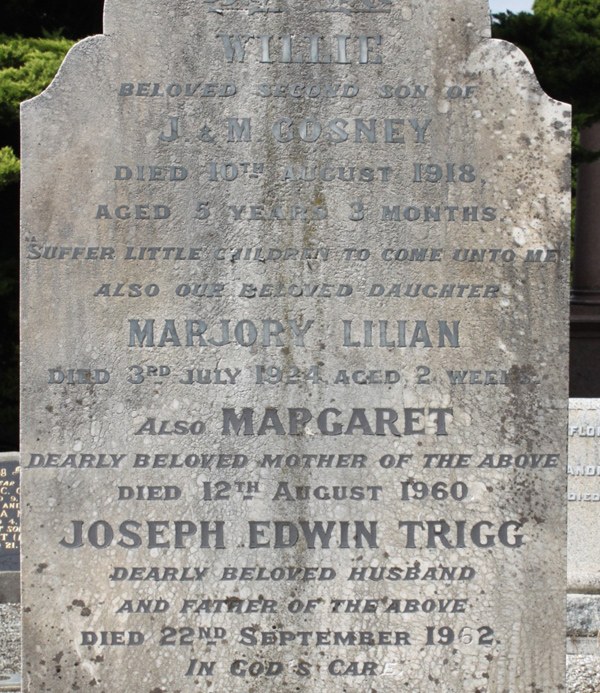 WILLIE
BELOVED SECOND SON OF
J & M GOSNEY
DIED 10TH AUGUST 1918,
AGED 5 YEARS 3 MONTHS.
"SUFFER LITTLE CHILDREN TO COME UNTO ME"
ALSO OUR BELOVED DAUGHTER
MARJORY LILIAN
DIED 3RD JULY 1924, AGED 2 WEEKS.
ALSO MARGARET
DEARLY BELOVED MOTHER OF THE ABOVE
DIED 12TH AUGUST 1960
JOSEPH EDWIN TRIGG
DEARLY BELOVED HUSBAND
AND FATHER OF THE ABOVE
DIED 22ND SEPTEMBER 1962.
IN GOD'S CARE
FLO
AND
DIED